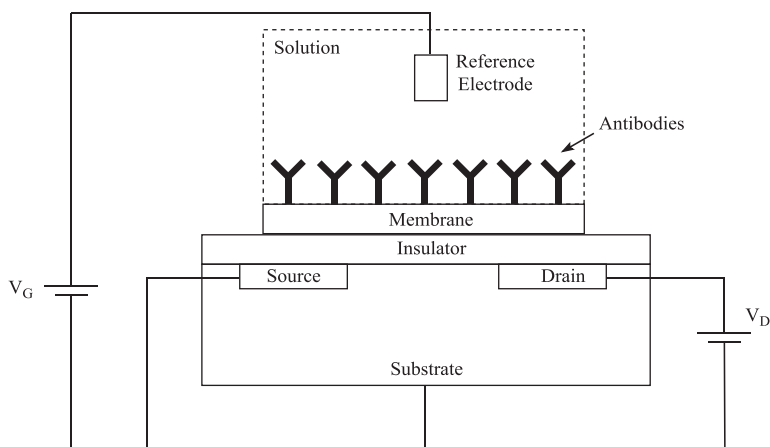 Solution
Reference
Electrode
Antibodies
Membrane
Insulator
Source
Drain
V_G
V_D
Substrate